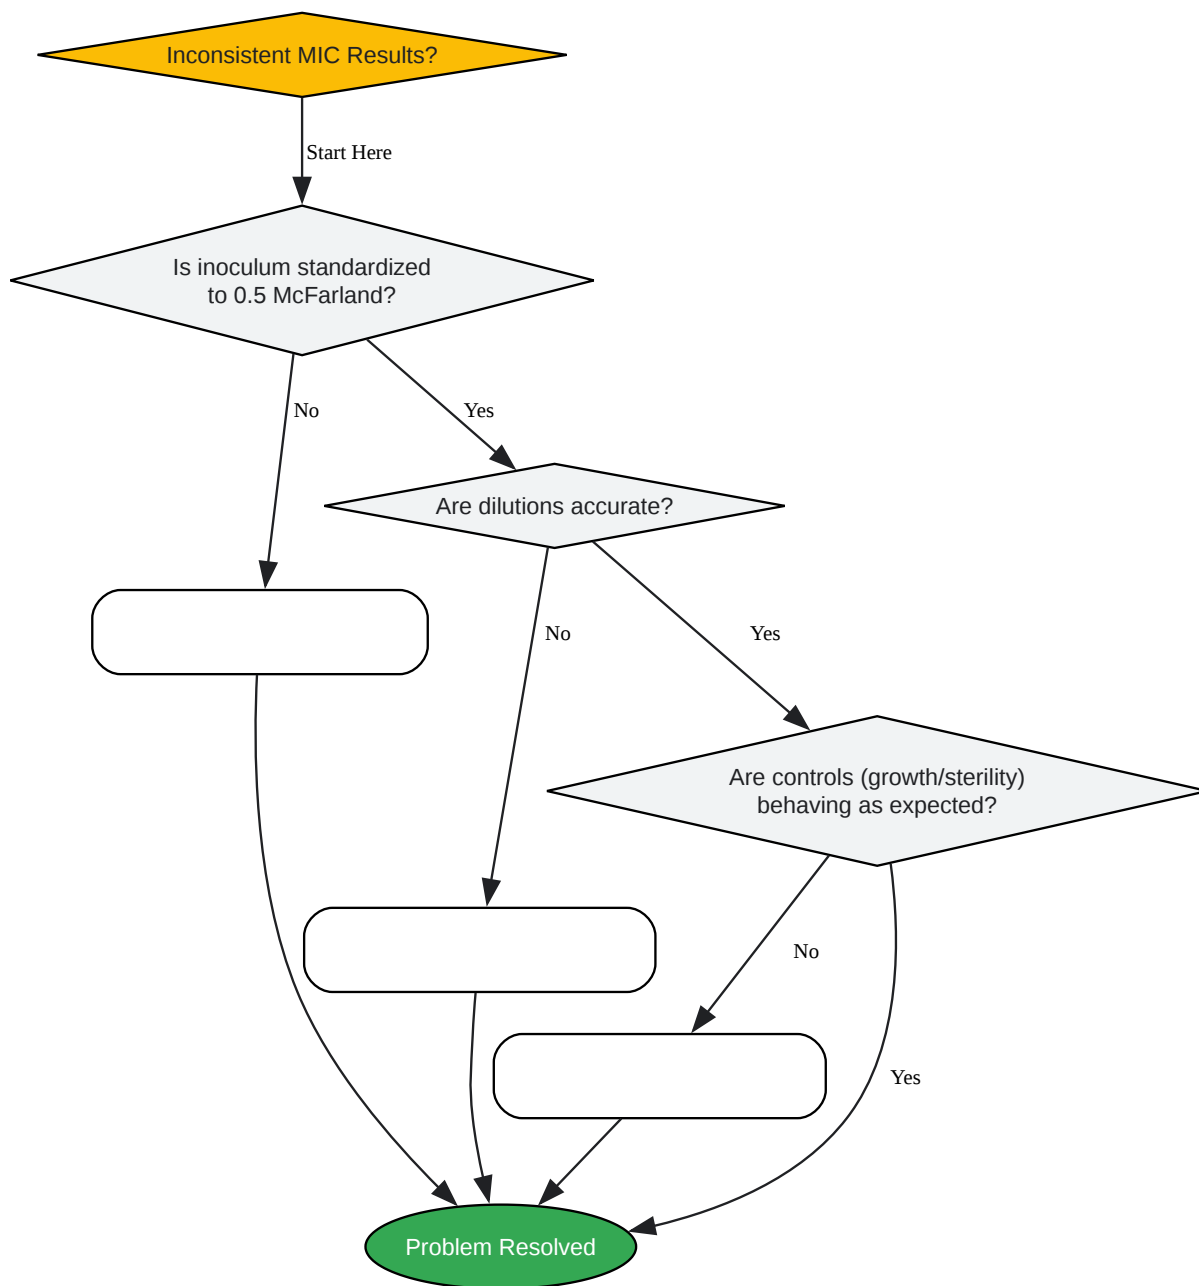 Inconsistent MIC Results?
Start Here
Is inoculum standardized
to 0.5 McFarland?
No
Yes
Are dilutions accurate?
No
Yes
Are controls (growth/sterility)
behaving as expected?
No
Yes
Problem Resolved